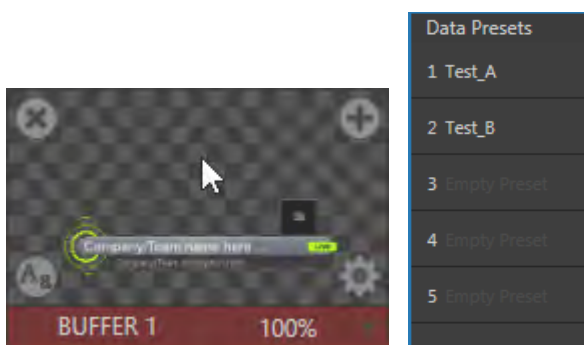 Company/Team name here
LIVE
Aa
BUFFER 1 100%
Data Presets
1 Test_A
2 Test_B
3 Empty Preset
4 Empty Preset
5 Empty Preset